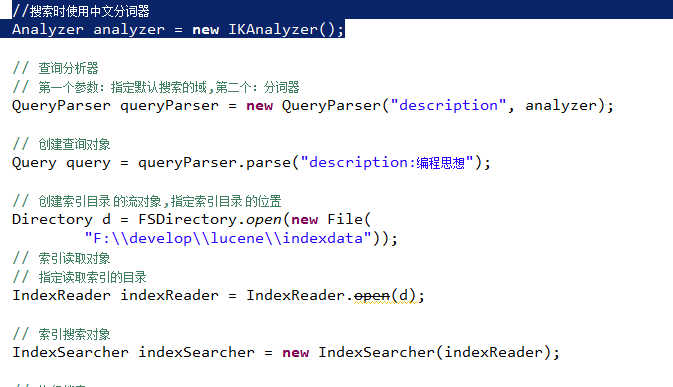 //搜索时使用中文分词器
Analyzer analyzer = new IKAnalyzer();
// 查询分析器
// 第一个参数：指定默认搜索的域,第二个：分词器
QueryParser queryParser = new QueryParser("description", analyzer);
// 创建查询对象
Query query = queryParser.parse("description:编程思想");
// 创建索引目录的流对象,指定索引目录的位置
Directory d = FSDirectory.open(new File(
"F:\\develop\\lucene\\indexdata"));
// 索引读取对象
// 指定读取索引的目录
IndexReader indexReader = IndexReader.open(d);
// 索引搜索对象
IndexSearcher indexSearcher = new IndexSearcher(indexReader);